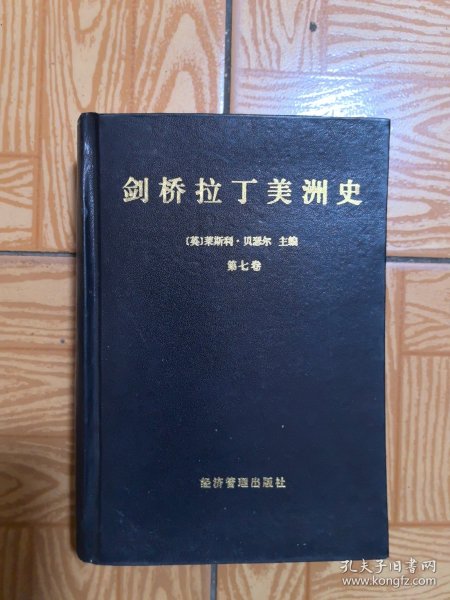 剑桥拉丁美洲史
〔英〕莱斯利·贝瑟尔 主编
第七卷
经济管理出版社
孔夫子旧书网
www.kongfz.com